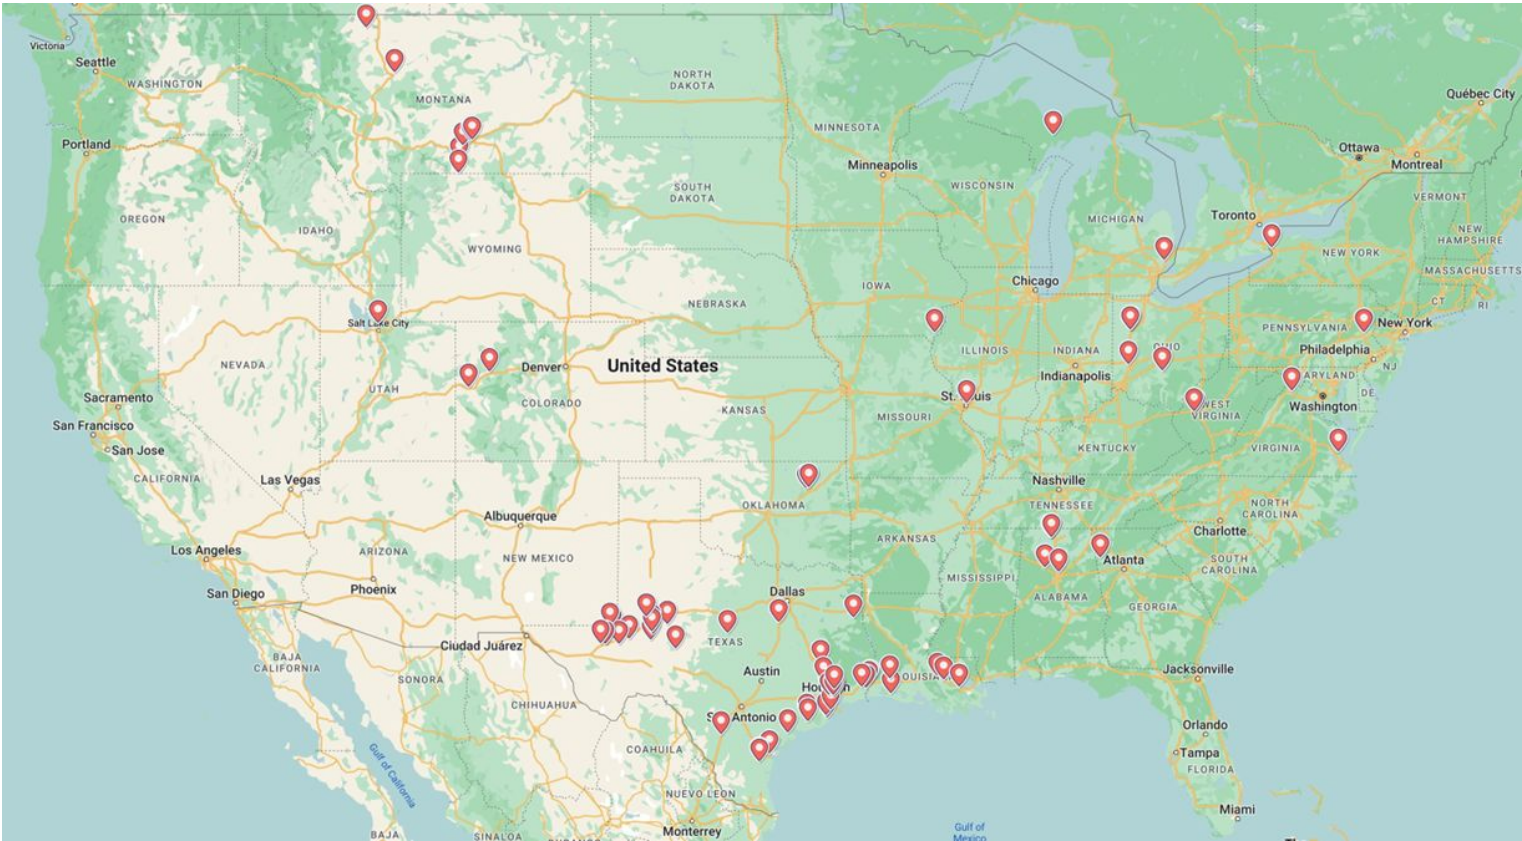 Victoria
Seattle
WASHINGTON
MONTANA
NORTH
DAKOTA
MINNESOTA
Québec City
Ottawa
Montreal
Portland
Minneapolis
SOUTH
DAKOTA
WISCONSIN
VERMONT
Toronto
MICHIGAN
OREGON
IDAHO
WYOMING
NEW YORK
NEW
HAMPSHIRE
MASSACHUSETTS
Chicago
IOWA
NEBRASKA
CT
RI
Salt Lake City
PENNSYLVANIA
New York
Philadelphia
ILLINOIS
INDIANA
OHIO
NEVADA
Denver
United States
Indianapolis
NJ
UTAH
ARYLAND
DE
Sacramento
COLORADO
KANSAS
MISSOURI
St. Louis
WEST
VIRGINIA
Washington
San Francisco
San Jose
KENTUCKY
VIRGINIA
CALIFORNIA
Las Vegas
Nashville
OKLAHOMA
TENNESSEE
NORTH
CAROLINA
Albuquerque
Charlotte
Los Angeles
ARIZONA
NEW MEXICO
ARKANSAS
Atlanta
SOUTH
CAROLINA
Phoenix
San Diego
Dallas
MISSISSIPPI
ALABAMA
GEORGIA
Ciudad Juárez
TEXAS
BAJA
CALIFORNIA
SONORA
Austin
Jacksonville
LOUISIANA
Houston
CHIHUAHUA
San Antonio
Orlando
Tampa
FLORIDA
COAHUILA
Gulf of California
NUEVO LEON
Miami
Monterrey
BAJA
SINALOA
DURANGO
Gulf of
Mexico